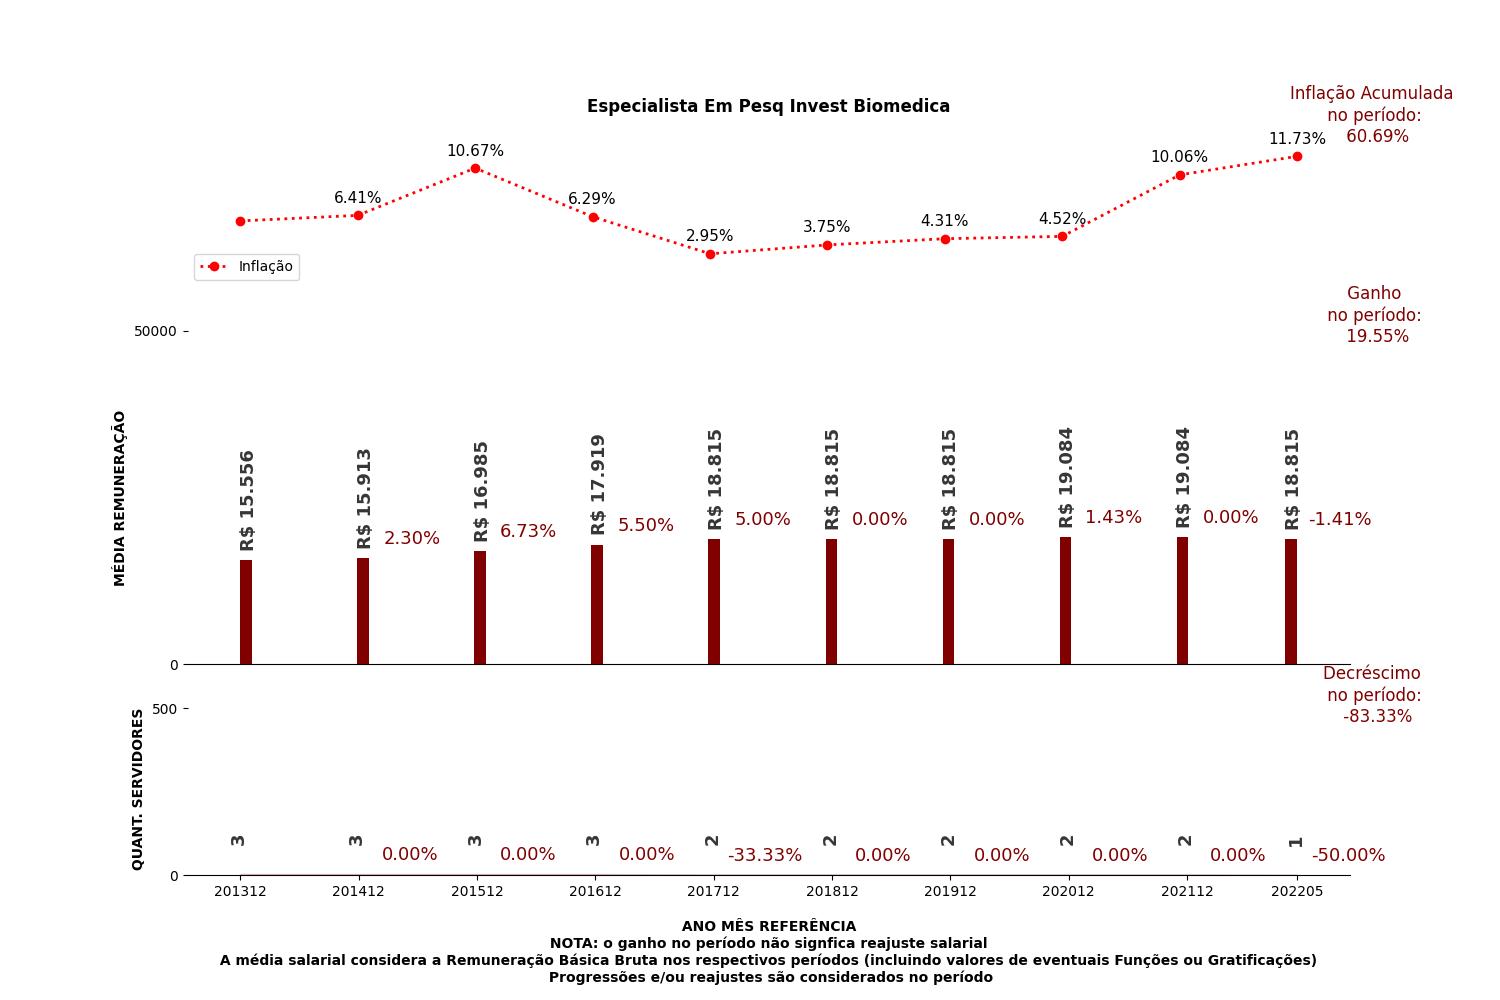 Especialista Em Pesq Invest Biomedica
Inflação Acumulada
no período:
60.69%
6.41%
10.67%
6.29%
2.95%
3.75%
4.31%
4.52%
10.06%
11.73%
Inflação
Ganho
no período:
19.55%
50000
0
MÉDIA REMUNERAÇÃO
R$ 15.556
R$ 15.913
R$ 16.985
R$ 17.919
R$ 18.815
R$ 18.815
R$ 18.815
R$ 19.084
R$ 19.084
R$ 18.815
2.30%
6.73%
5.50%
5.00%
0.00%
0.00%
1.43%
0.00%
-1.41%
Decréscimo
no período:
-83.33%
500
0
QUANT. SERVIDORES
3
3
3
3
2
2
2
2
2
1
0.00%
0.00%
0.00%
-33.33%
0.00%
0.00%
0.00%
0.00%
-50.00%
201312
201412
201512
201612
201712
201812
201912
202012
202112
202205
ANO MÊS REFERÊNCIA
NOTA: o ganho no período não signfica reajuste salarial
A média salarial considera a Remuneração Básica Bruta nos respectivos períodos (incluindo valores de eventuais Funções ou Gratificações)
Progressões e/ou reajustes são considerados no período